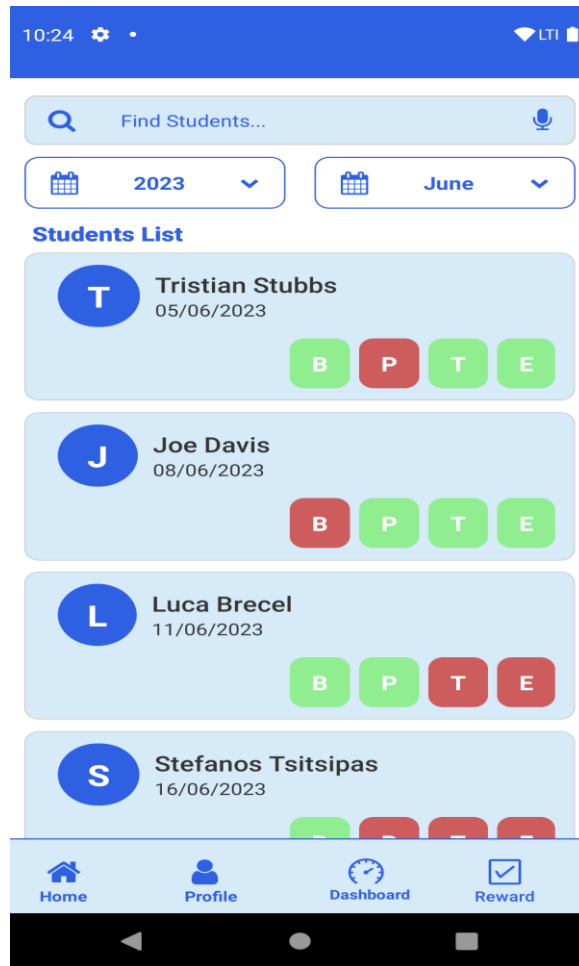 10:24 LTI
Find Students...
2023 June
Students List
T Tristian Stubbs
05/06/2023
B P T E
J Joe Davis
08/06/2023
B P T E
L Luca Brecel
11/06/2023
B P T E
S Stefanos Tsitsipas
16/06/2023
B P T E
Home Profile Dashboard Reward